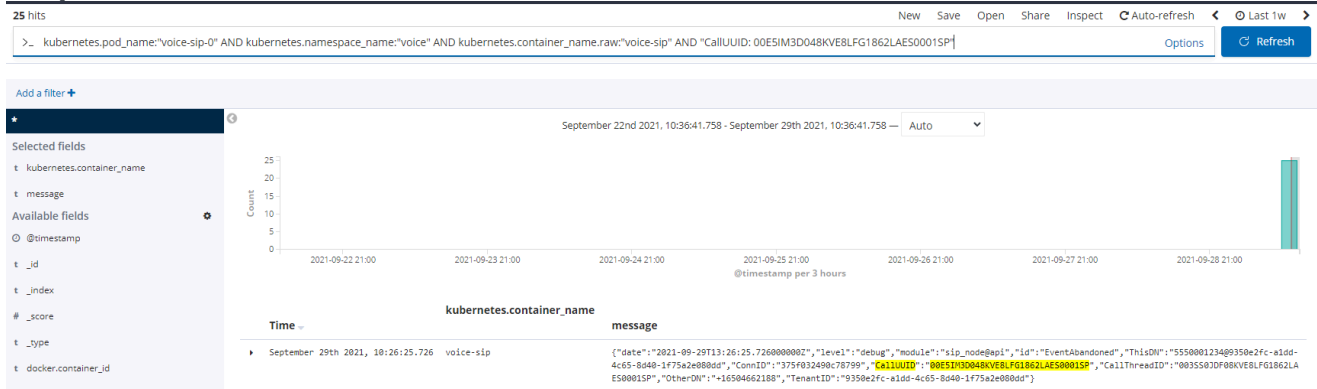 25 hits
New Save Open Share Inspect Auto-refresh Last 1w
>_ kubernetes.pod_name:"voice-sip-0" AND kubernetes.namespace_name:"voice" AND kubernetes.container_name.raw:"voice-sip" AND "CallUUID: 00E5IM3D048KVE8LFG1862LAES0001SP"
Options
Refresh
Add a filter +
*
September 22nd 2021, 10:36:41.758 - September 29th 2021, 10:36:41.758 — Auto
Selected fields
t kubernetes.container_name
t message
Available fields
@timestamp
t _id
t _index
# _score
t _type
t docker.container_id
Count
25
20
15
10
5
0
2021-09-22 21:00 2021-09-23 21:00 2021-09-24 21:00 2021-09-25 21:00 2021-09-26 21:00 2021-09-27 21:00 2021-09-28 21:00
@timestamp per 3 hours
Time kubernetes.container_name message
September 29th 2021, 10:26:25.726 voice-sip
{"date":"2021-09-29T13:26:25.726000000Z","level":"debug","module":"sip_node@api","id":"EventAbandoned","ThisDN":"5550001234@9350e2fc-a1dd-
4c65-8d40-1f75a2e080dd","ConnID":"375f032490c78799","CallUUID":"00E5IM3D048KVE8LFG1862LAES0001SP","CallThreadID":"003SS0JDF08KVE8LFG1862LA
ES0001SP","OtherDN":"+16504662188","TenantID":"9350e2fc-a1dd-4c65-8d40-1f75a2e080dd"}